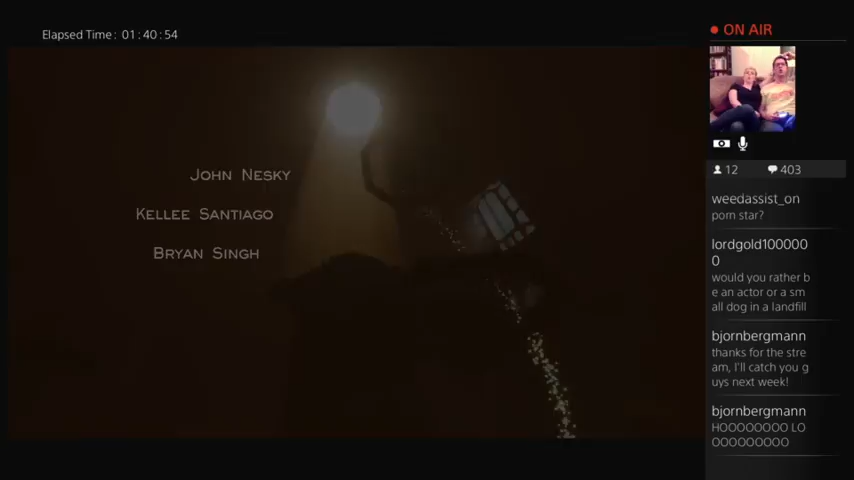 Elapsed Time: 01:40:54
ON AIR
John Nesky
Kellee Santiago
Bryan Singh
12 403
weedassist_on
porn star?
lordgold100000
0
would you rather b
e an actor or a sm
all dog in a landfill
bjornbergmann
thanks for the stre
am, I'll catch you g
uys next week!
bjornbergmann
HOOOOOOOO LO
OOOOOOOOOO